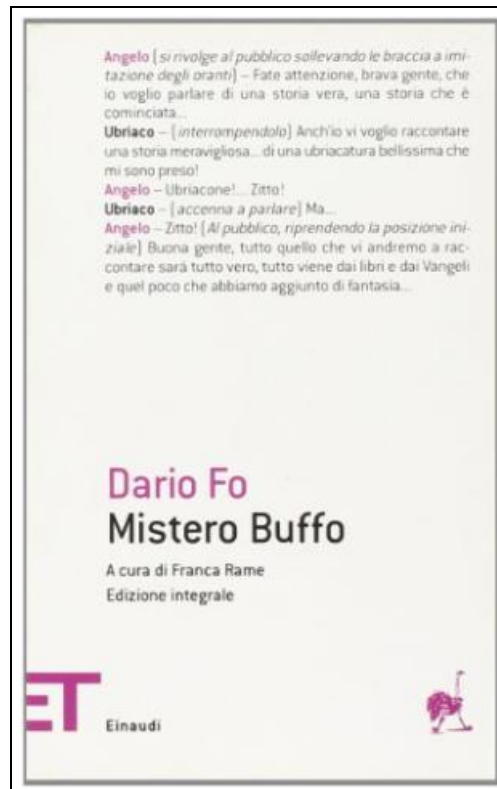 Angelo [si rivolge al pubblico sollevando le braccia a imi-
tazione degli oranti] – Fate attenzione, brava gente, che
io voglio parlare di una storia vera, una storia che è
cominciata...
Ubriaco – [interrompendolo] Anch'io vi voglio raccontare
una storia meravigliosa... di una ubriacatura bellissima che
mi sono preso!
Angelo – Ubriacone!... Zitto!
Ubriaco – [accenna a parlare] Ma...
Angelo – Zitto! [Al pubblico, riprendendo la posizione ini-
ziale] Buona gente, tutto quello che vi andremo a rac-
contare sarà tutto vero, tutto viene dai libri e dai Vangeli
e quel poco che abbiamo aggiunto di fantasia...
Dario Fo
Mistero Buffo
A cura di Franca Rame
Edizione integrale
ET
Einaudi